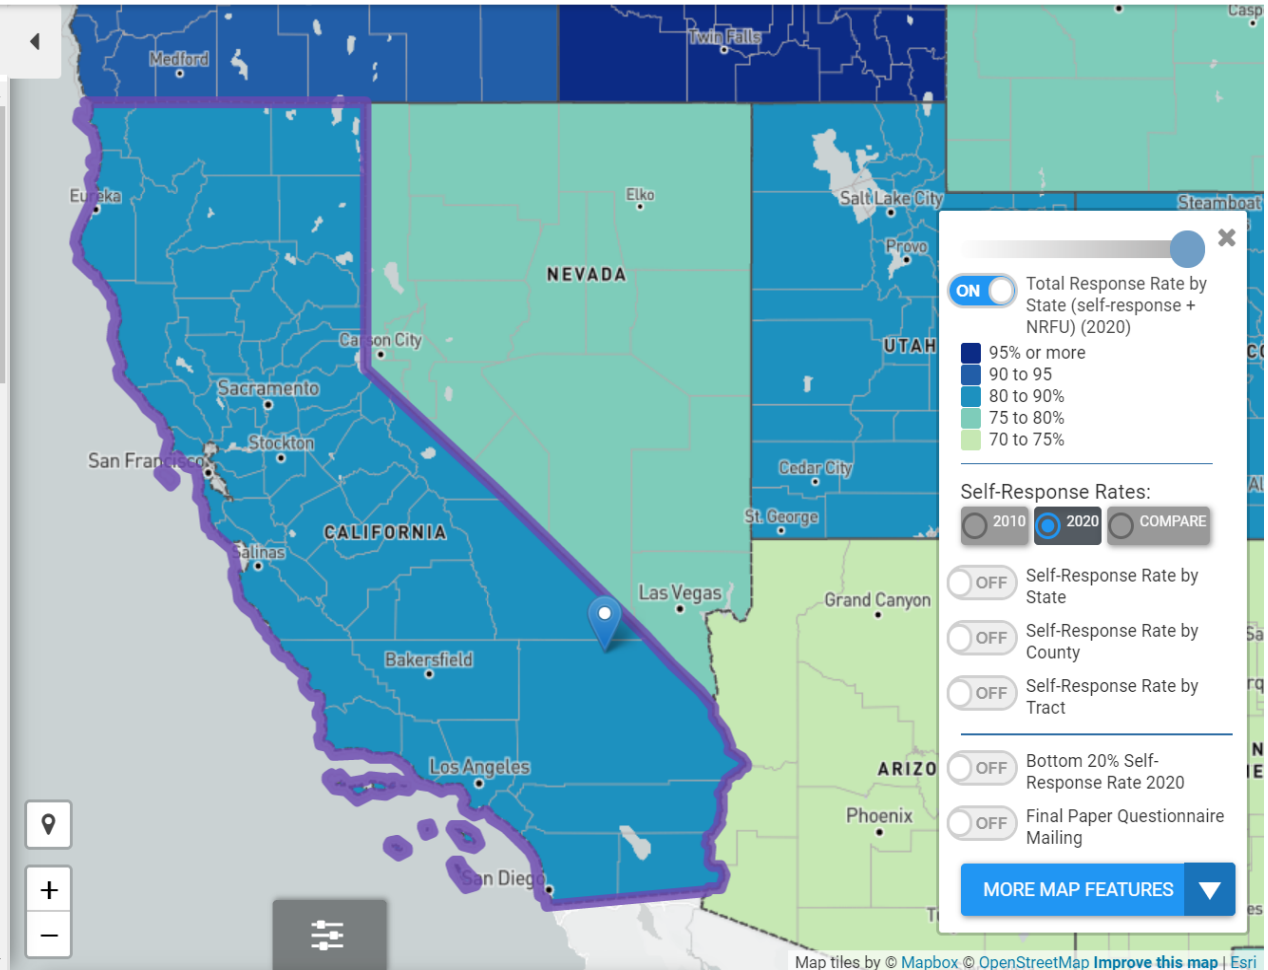 Medford
Twin Falls
Casp
Eureka
Elko
Salt Lake City
Steamboat
Provo
NEVADA
Carson City
UTAH
Sacramento
Stockton
San Francisco
Cedar City
St. George
CALIFORNIA
Salinas
Las Vegas
Grand Canyon
Bakersfield
Los Angeles
ARIZO
Phoenix
San Diego
ON
Total Response Rate by
State (self-response +
NRFU) (2020)
95% or more
90 to 95
80 to 90%
75 to 80%
70 to 75%
Self-Response Rates:
2010
2020
COMPARE
OFF
Self-Response Rate by
State
OFF
Self-Response Rate by
County
OFF
Self-Response Rate by
Tract
OFF
Bottom 20% Self-
Response Rate 2020
OFF
Final Paper Questionnaire
Mailing
MORE MAP FEATURES
+
−
Map tiles by © Mapbox © OpenStreetMap Improve this map | Esri